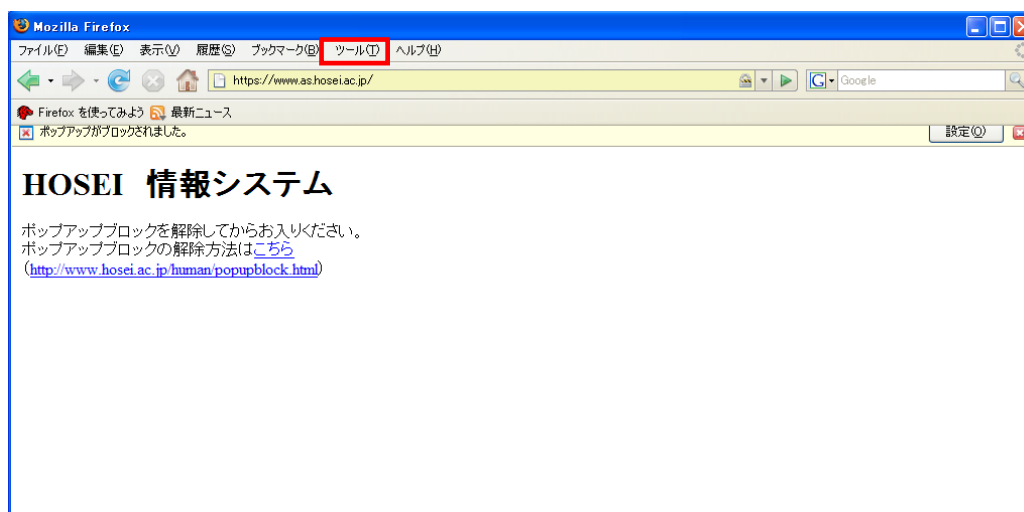 Mozilla Firefox
ファイル(F) 編集(E) 表示(V) 履歴(S) ブックマーク(B) ツール(T) ヘルプ(H)
https://www.as.hosei.ac.jp/ G Google
Firefox を使ってみよう 最新ニュース
ポップアップがブロックされました。 設定(O)
HOSEI 情報システム
ポップアップブロックを解除してからお入りください。
ポップアップブロックの解除方法はこちら
(http://www.hosei.ac.jp/human/popupblock.html)